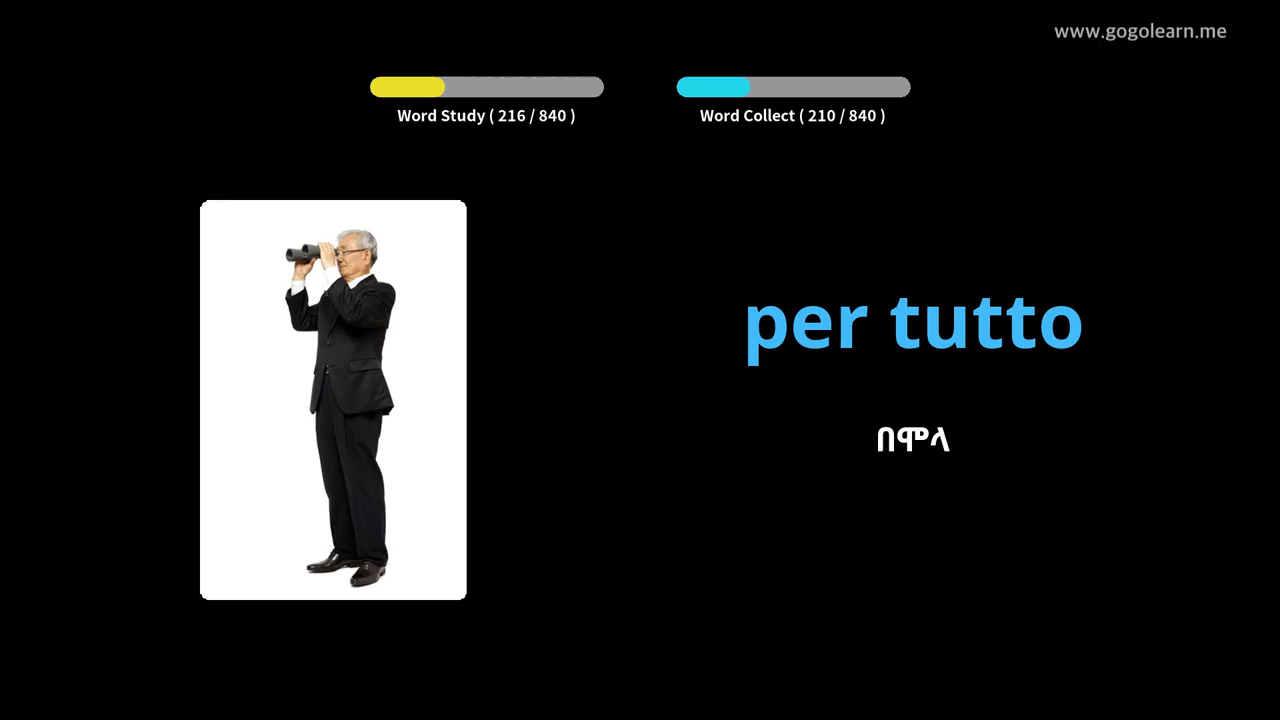 www.gogolearn.me
Word Study ( 216 / 840 )
Word Collect ( 210 / 840 )
per tutto
በሞላ